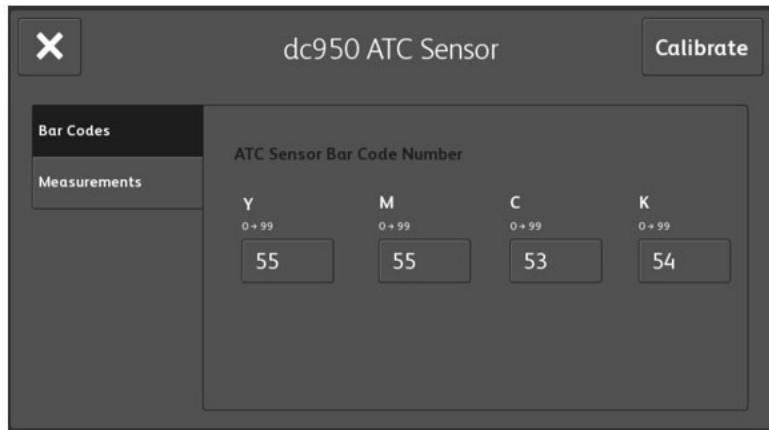 dc950 ATC Sensor
Calibrate
Bar Codes
Measurements
ATC Sensor Bar Code Number
Y M C K
0→99 0→99 0→99 0→99
55 55 53 54